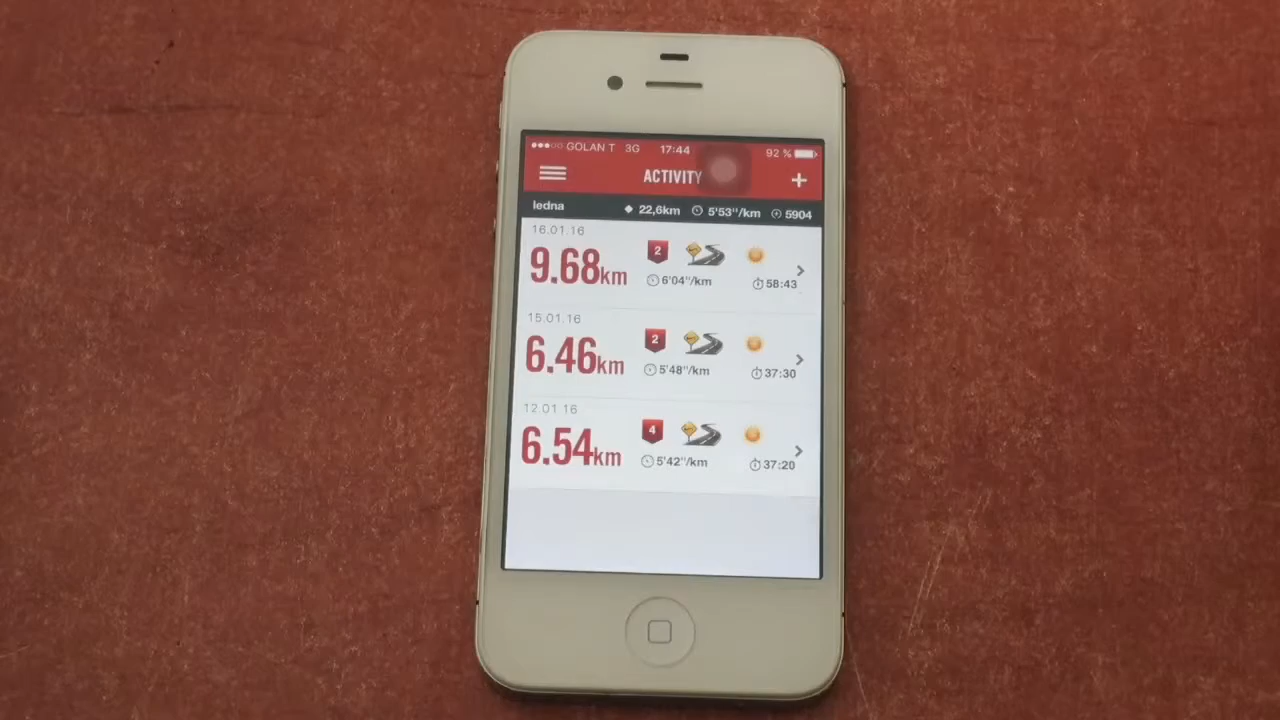 GOLAN T 3G 17:44 92 %
ACTIVITY +
ledna 22,6km 5'53"/km 5904
16.01.16
9.68km 2 6'04"/km 58:43
15.01.16
6.46km 2 5'48"/km 37:30
12.01.16
6.54km 4 5'42"/km 37:20